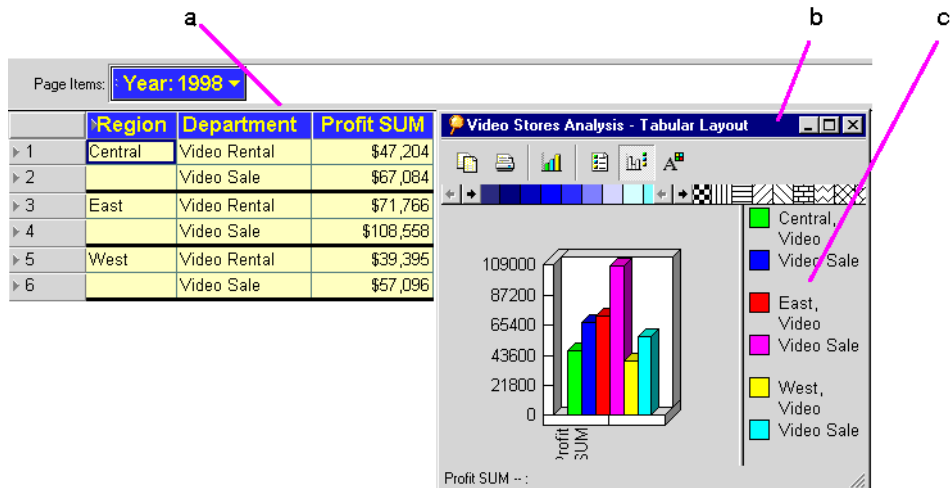 a b c
Page Items: Year: 1998
Region Department Profit SUM
1 Central Video Rental $47,204
2 Video Sale $67,084
3 East Video Rental $71,766
4 Video Sale $108,558
5 West Video Rental $39,395
6 Video Sale $57,096
Video Stores Analysis - Tabular Layout
A
109000
87200
65400
43600
21800
0
Profit
SUM
Central,
Video
Video Sale
East,
Video
Video Sale
West,
Video
Video Sale
Profit SUM -- :